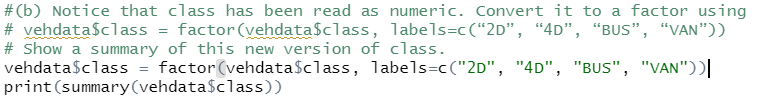 #(b) Notice that class has been read as numeric. Convert it to a factor using
# vehdata$class = factor(vehdata$class, labels=c(“2D”, “4D”, “BUS”, “VAN”))
# Show a summary of this new version of class.
vehdata$class = factor(vehdata$class, labels=c("2D", "4D", "BUS", "VAN"))
print(summary(vehdata$class))